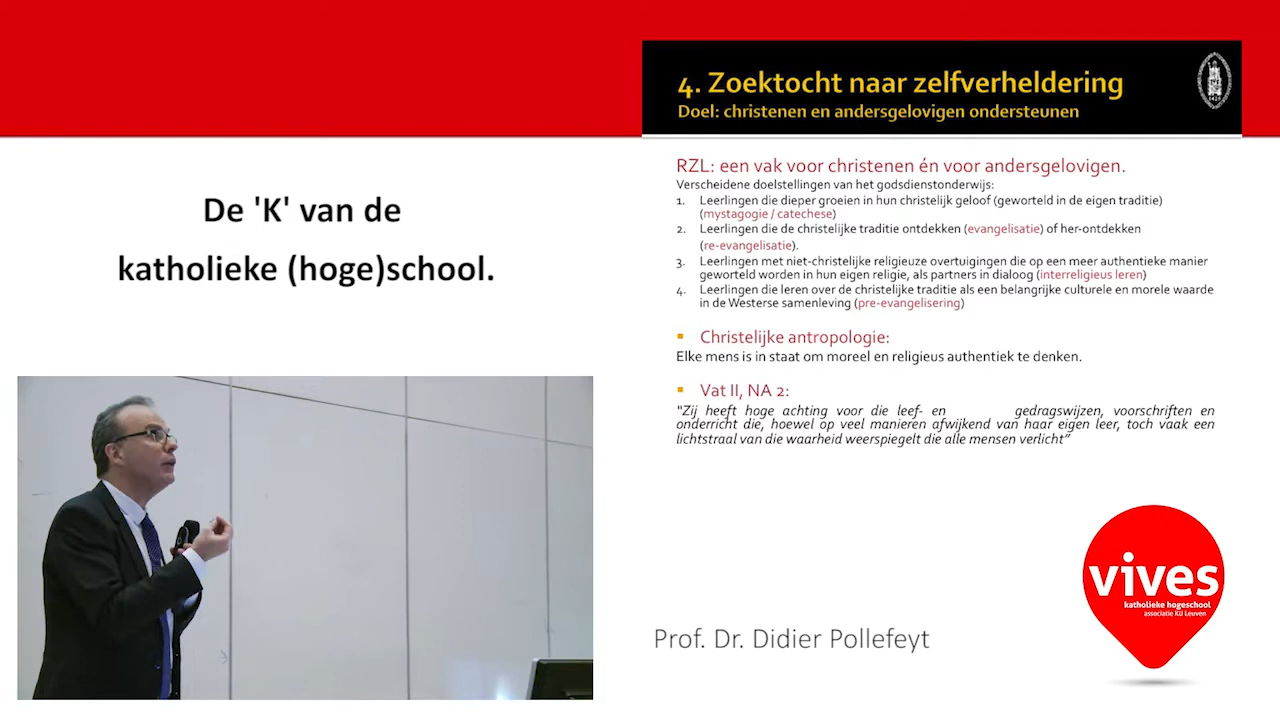 De 'K' van de
katholieke (hoge)school.
4. Zoektocht naar zelfverheldering
Doel: christenen en andersgelovigen ondersteunen
1425
RZL: een vak voor christenen én voor andersgelovigen.
Verscheidene doelstellingen van het godsdienstonderwijs:
1. Leerlingen die dieper groeien in hun christelijk geloof (geworteld in de eigen traditie)
(mystagogie / catechese)
2. Leerlingen die de christelijke traditie ontdekken (evangelisatie) of her-ontdekken
(re-evangelisatie).
3. Leerlingen met niet-christelijke religieuze overtuigingen die op een meer authentieke manier
geworteld worden in hun eigen religie, als partners in dialoog (interreligieus leren)
4. Leerlingen die leren over de christelijke traditie als een belangrijke culturele en morele waarde
in de Westerse samenleving (pre-evangelisering)
Christelijke antropologie:
Elke mens is in staat om moreel en religieus authentiek te denken.
Vat II, NA 2:
“Zij heeft hoge achting voor die leef- en gedragswijzen, voorschriften en
onderricht die, hoewel op veel manieren afwijkend van haar eigen leer, toch vaak een
lichtstraal van die waarheid weerspiegelt die alle mensen verlicht”
Prof. Dr. Didier Pollefeyt
vives
katholieke hogeschool
associatie KU Leuven